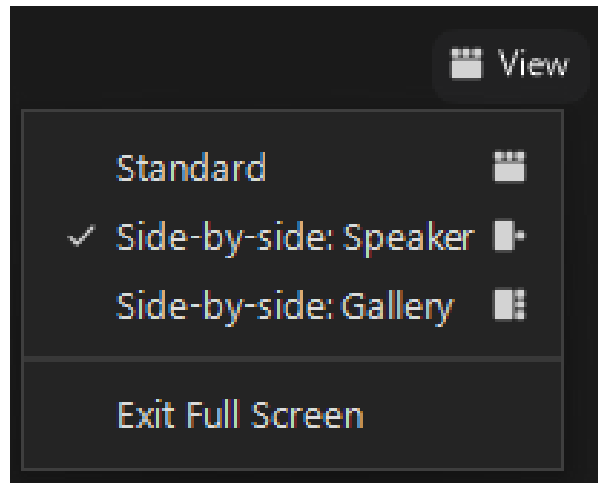 View
Standard
Side-by-side: Speaker
Side-by-side: Gallery
Exit Full Screen